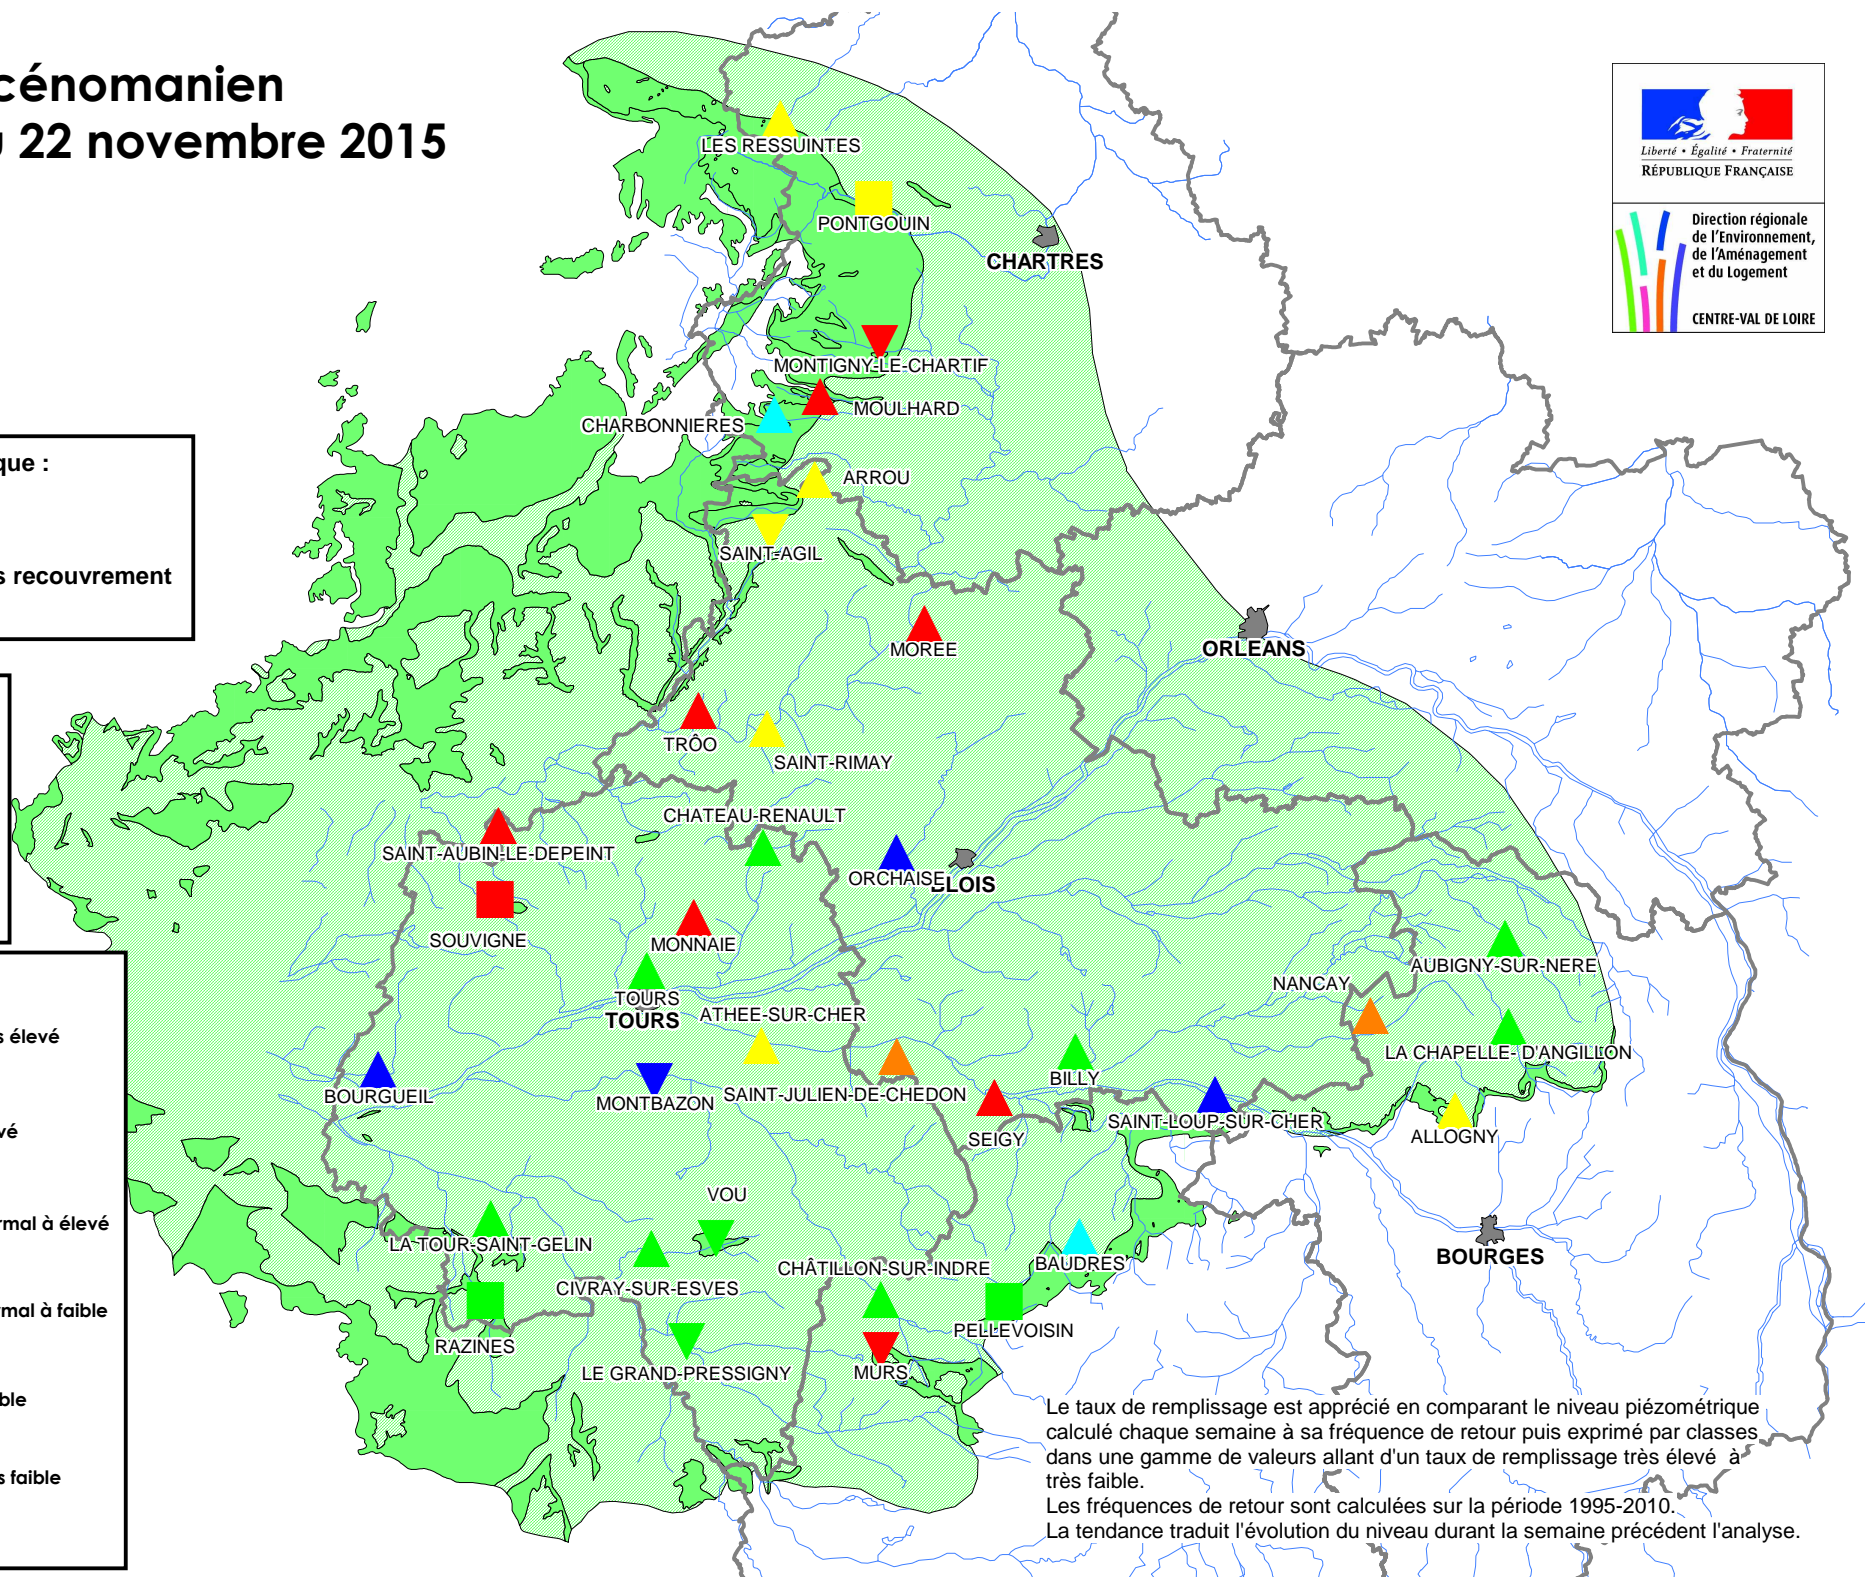 cénomanien
22 novembre 2015
que :
s recouvrement
s élevé
vé
rmal à élevé
rmal à faible
ble
s faible
LES RESSUINTES
PONTGOUIN
CHARTRES
MONTIGNY-LE-CHARTIF
MOULHARD
CHARBONNIERES
ARROU
SAINT-AGIL
MOREE
ORLEANS
TRÔO
SAINT-RIMAY
CHATEAU-RENAULT
SAINT-AUBIN-LE-DEPEINT
ORCHAISE
BLOIS
SOUVIGNE
MONNAIE
AUBIGNY-SUR-NERE
NANCAY
TOURS
TOURS
ATHEE-SUR-CHER
LA CHAPELLE- D'ANGILLON
BILLY
BOURGUEIL
MONTBAZON
SAINT-JULIEN-DE-CHEDON
SAINT-LOUP-SUR-CHER
SEIGY
ALLOGNY
VOU
LA TOUR-SAINT-GELIN
BOURGES
BAUDRES
CHÂTILLON-SUR-INDRE
CIVRAY-SUR-ESVES
PELLEVOISIN
RAZINES
LE GRAND-PRESSIGNY
MURS
Liberté • Égalité • Fraternité
RÉPUBLIQUE FRANÇAISE
Direction régionale
de l'Environnement,
de l'Aménagement
et du Logement
CENTRE-VAL DE LOIRE
Le taux de remplissage est apprécié en comparant le niveau piézométrique
calculé chaque semaine à sa fréquence de retour puis exprimé par classes
dans une gamme de valeurs allant d'un taux de remplissage très élevé à
très faible.
Les fréquences de retour sont calculées sur la période 1995-2010.
La tendance traduit l'évolution du niveau durant la semaine précédent l'analyse.